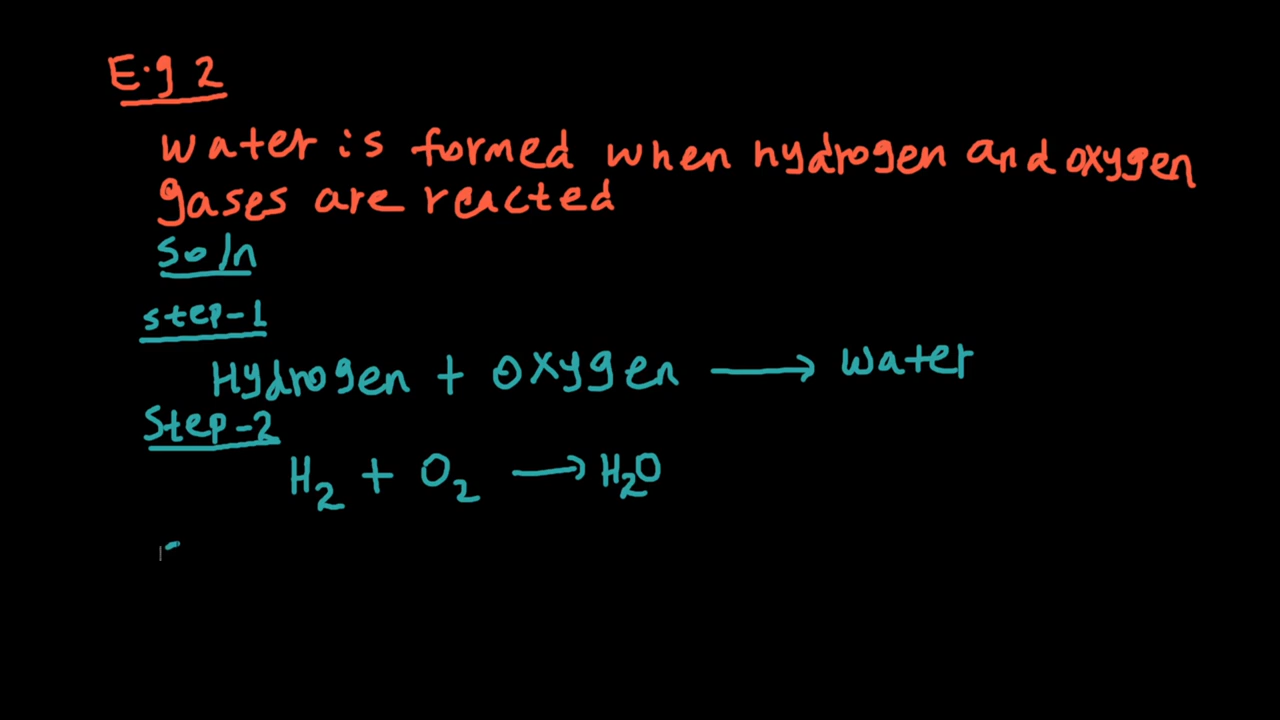 E.g 2
water is formed when hydrogen and oxygen
gases are reacted
Soln
step-1
Hydrogen + Oxygen ⟶ water
Step-2
H₂ + O₂ ⟶ H₂O